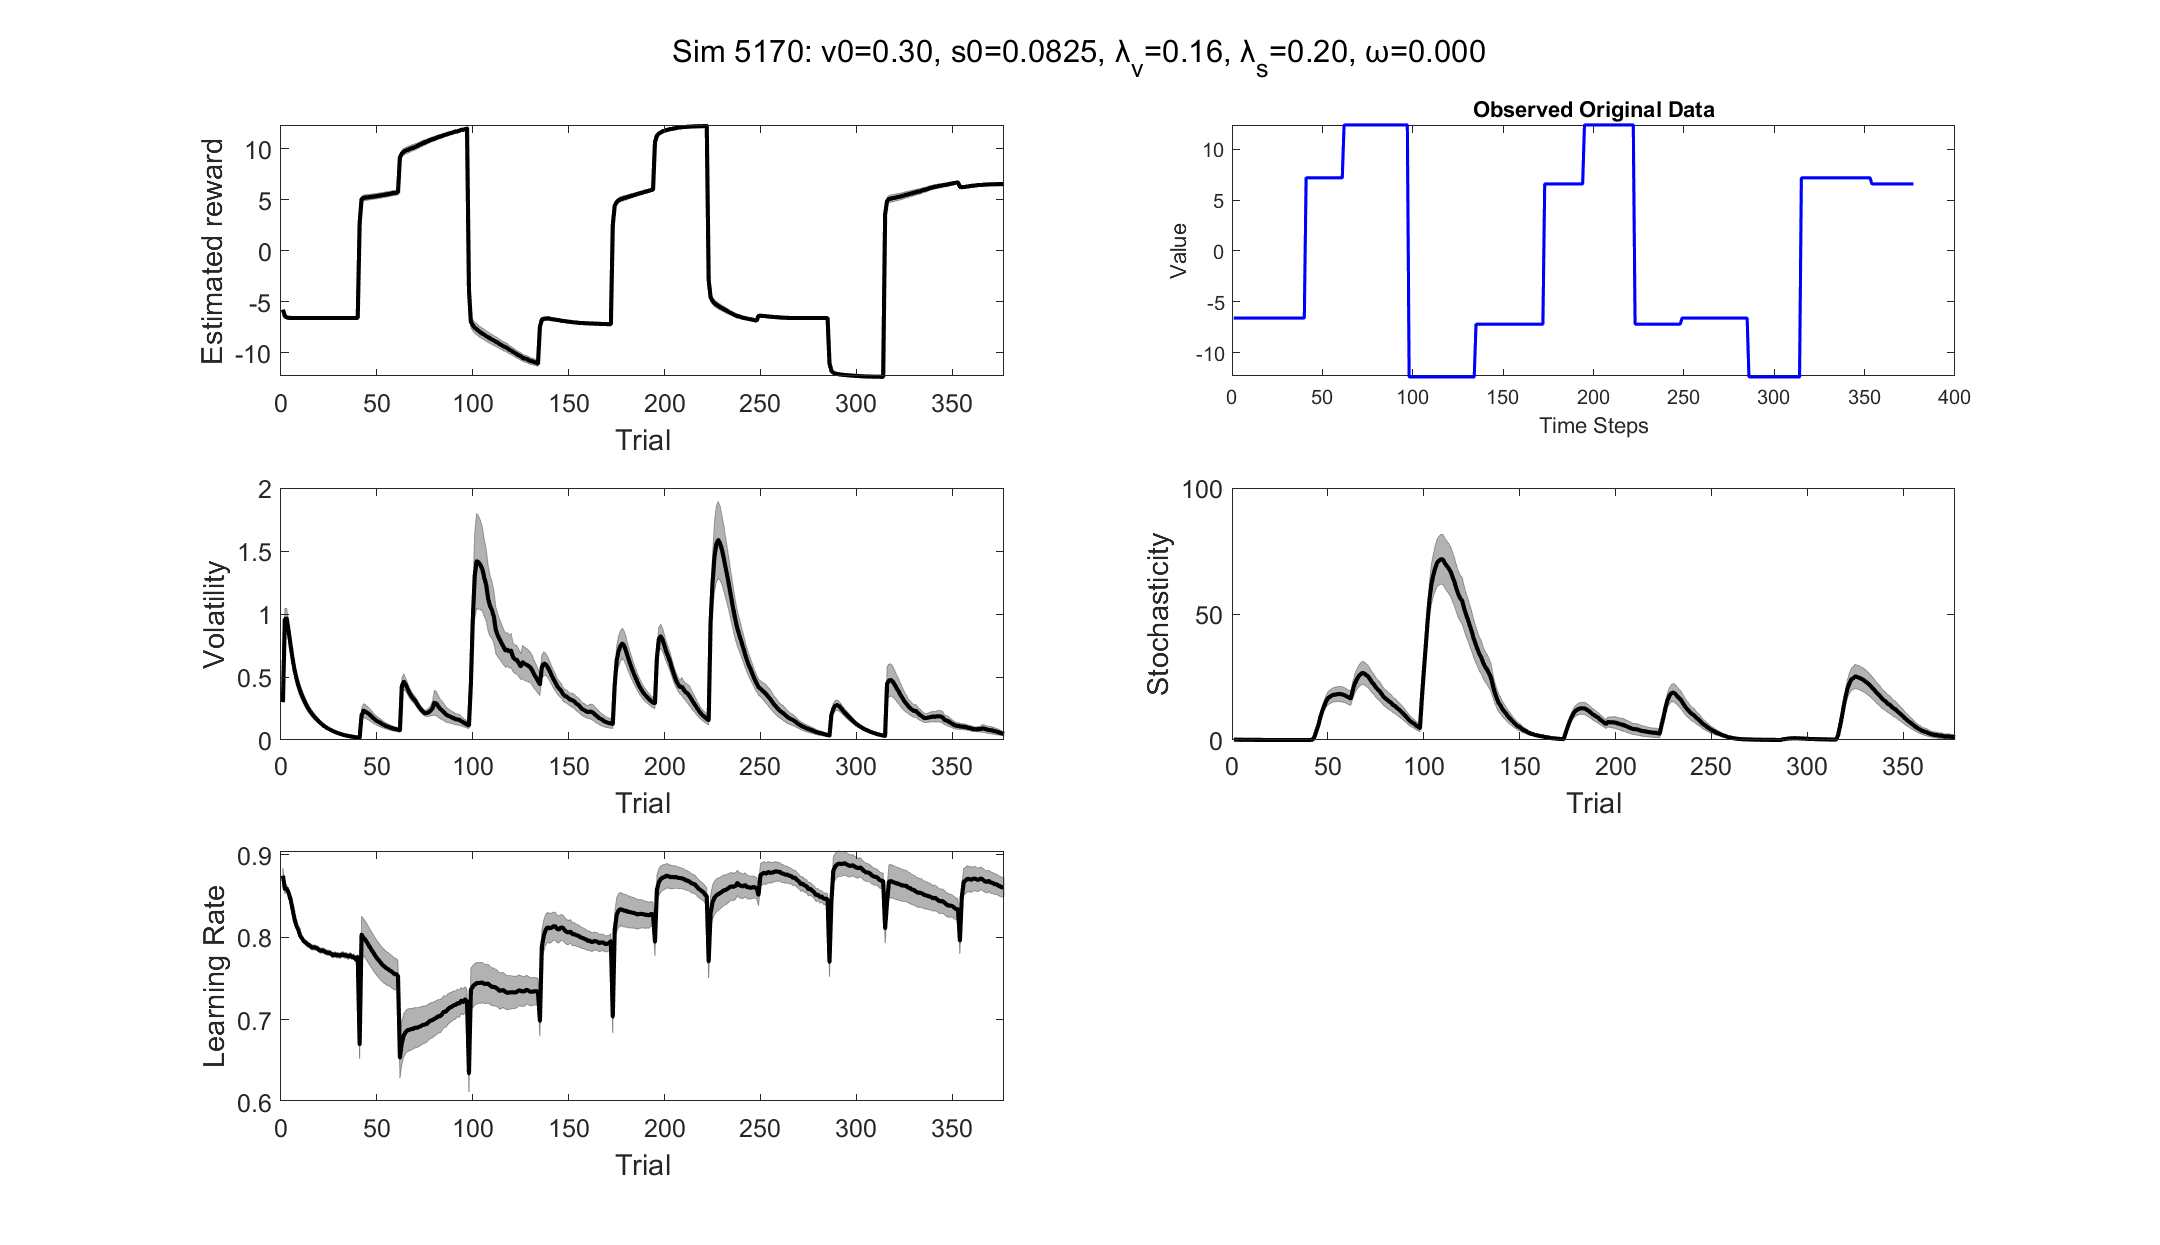 Sim 5170: v0=0.30, s0=0.0825, λ_v=0.16, λ_s=0.20, ω=0.000
Estimated reward
10
5
0
-5
-10
0 50 100 150 200 250 300 350
Trial
Observed Original Data
Value
10
5
0
-5
-10
0 50 100 150 200 250 300 350 400
Time Steps
Volatility
2
1.5
1
0.5
0
0 50 100 150 200 250 300 350
Trial
Stochasticity
100
50
0
0 50 100 150 200 250 300 350
Trial
Learning Rate
0.9
0.8
0.7
0.6
0 50 100 150 200 250 300 350
Trial